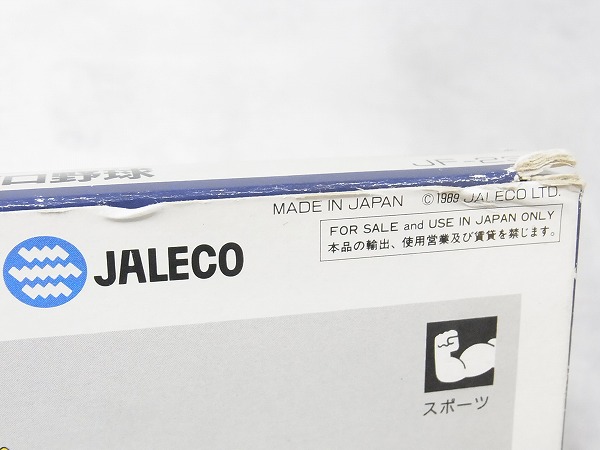 ロ野球
JF-
MADE IN JAPAN © 1989 JALECO LTD.
FOR SALE and USE IN JAPAN ONLY
本品の輸出、使用営業及び賃貸を禁じます。
JALECO
スポーツ